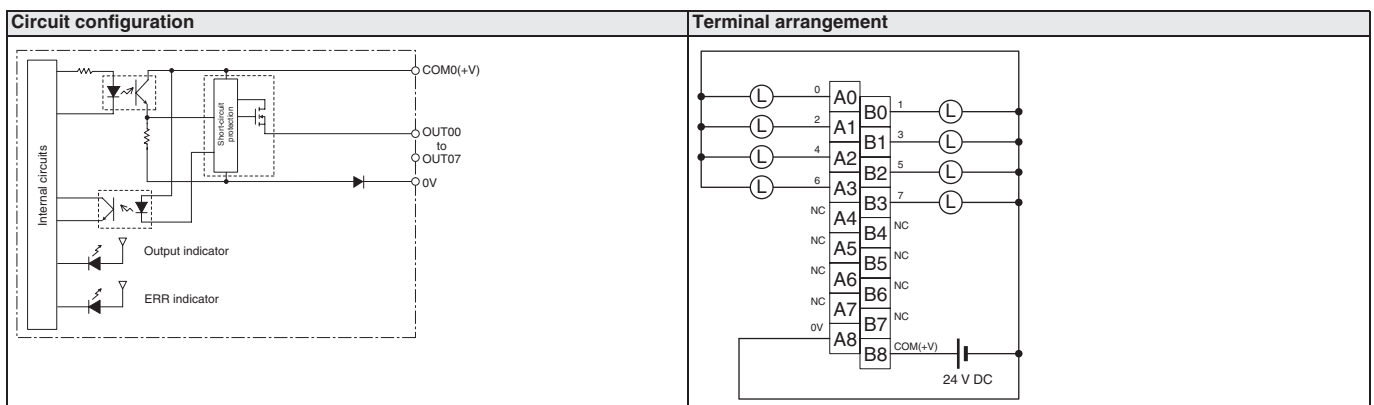 Circuit configuration
Internal circuits
Short-circuit
protection
COM0(+V)
OUT00
to
OUT07
0V
Output indicator
ERR indicator
Terminal arrangement
L 0 A0
B0 1 L
L 2 A1
B1 3 L
L 4 A2
B2 5 L
L 6 A3
B3 7 L
NC A4
B4 NC
NC A5
B5 NC
NC A6
B6 NC
NC A7
B7 NC
0V A8
B8 COM(+V)
24 V DC